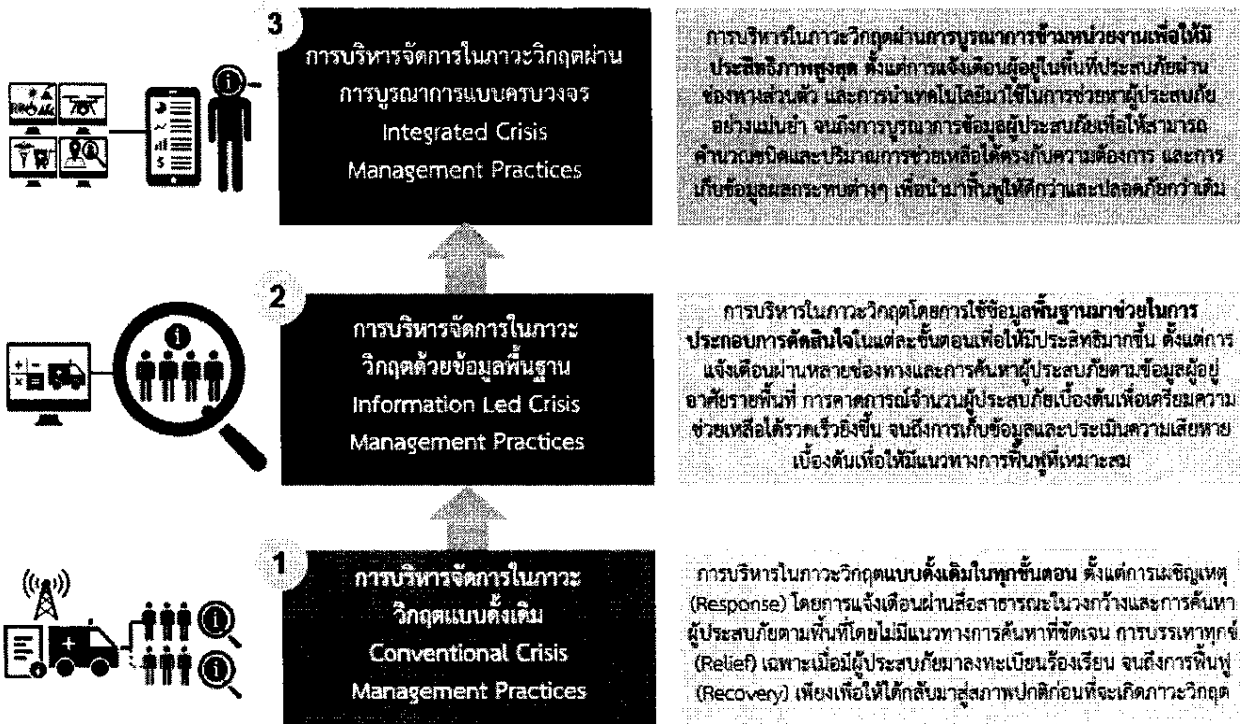 3
การบริหารจัดการในภาวะวิกฤตผ่าน
การบูรณาการแบบครบวงจร
Integrated Crisis
Management Practices
การบริหารในภาวะวิกฤตผ่านการบูรณาการข้ามหน่วยงานเพื่อให้มี
ประสิทธิภาพสูงสุด ตั้งแต่การแจ้งเตือนผู้อยู่ในพื้นที่ประสบภัยผ่าน
ช่องทางส่วนตัว และการนำเทคโนโลยีมาใช้ในการช่วยหาผู้ประสบภัย
อย่างแม่นยำ จนถึงการบูรณาการข้อมูลผู้ประสบภัยเพื่อให้สามารถ
คำนวณชนิดและปริมาณการช่วยเหลือได้ตรงกับความต้องการ และการ
เก็บข้อมูลผลกระทบต่างๆ เพื่อนำมาฟื้นฟูให้ดีกว่าและปลอดภัยกว่าเดิม
2
การบริหารจัดการในภาวะ
วิกฤตด้วยข้อมูลพื้นฐาน
Information Led Crisis
Management Practices
การบริหารในภาวะวิกฤตโดยการใช้ข้อมูลพื้นฐานมาช่วยในการ
ประกอบการตัดสินใจในแต่ละขั้นตอนเพื่อให้มีประสิทธิมากขึ้น ตั้งแต่การ
แจ้งเตือนผ่านหลายช่องทางและการค้นหาผู้ประสบภัยตามข้อมูลผู้อยู่
อาศัยรายพื้นที่ การคาดการณ์จำนวนผู้ประสบภัยเบื้องต้นเพื่อเตรียมความ
ช่วยเหลือได้รวดเร็วยิ่งขึ้น จนถึงการเก็บข้อมูลและประเมินความเสียหาย
เบื้องต้นเพื่อให้มีแนวทางการฟื้นฟูที่เหมาะสม
1
การบริหารจัดการในภาวะ
วิกฤตแบบดั้งเดิม
Conventional Crisis
Management Practices
การบริหารในภาวะวิกฤตแบบดั้งเดิมในทุกขั้นตอน ตั้งแต่การเผชิญเหตุ
(Response) โดยการแจ้งเตือนผ่านสื่อสาธารณะในวงกว้างและการค้นหา
ผู้ประสบภัยตามพื้นที่โดยไม่มีแนวทางการค้นหาที่ชัดเจน การบรรเทาทุกข์
(Relief) เฉพาะเมื่อมีผู้ประสบภัยมาลงทะเบียนร้องเรียน จนถึงการฟื้นฟู
(Recovery) เพียงเพื่อให้ได้กลับมาสู่สภาพปกติก่อนที่จะเกิดภาวะวิกฤต